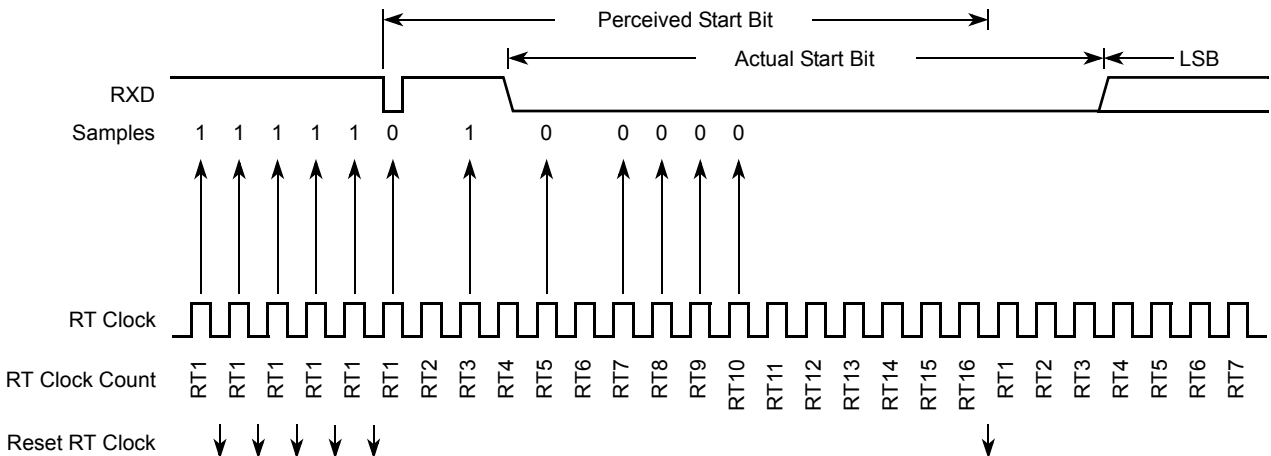 Perceived Start Bit
Actual Start Bit LSB
RXD
Samples 1 1 1 1 1 0 1 0 0 0 0 0
RT Clock
RT Clock Count RT1 RT1 RT1 RT1 RT1 RT1 RT2 RT3 RT4 RT5 RT6 RT7 RT8 RT9 RT10 RT11 RT12 RT13 RT14 RT15 RT16 RT1 RT2 RT3 RT4 RT5 RT6 RT7
Reset RT Clock